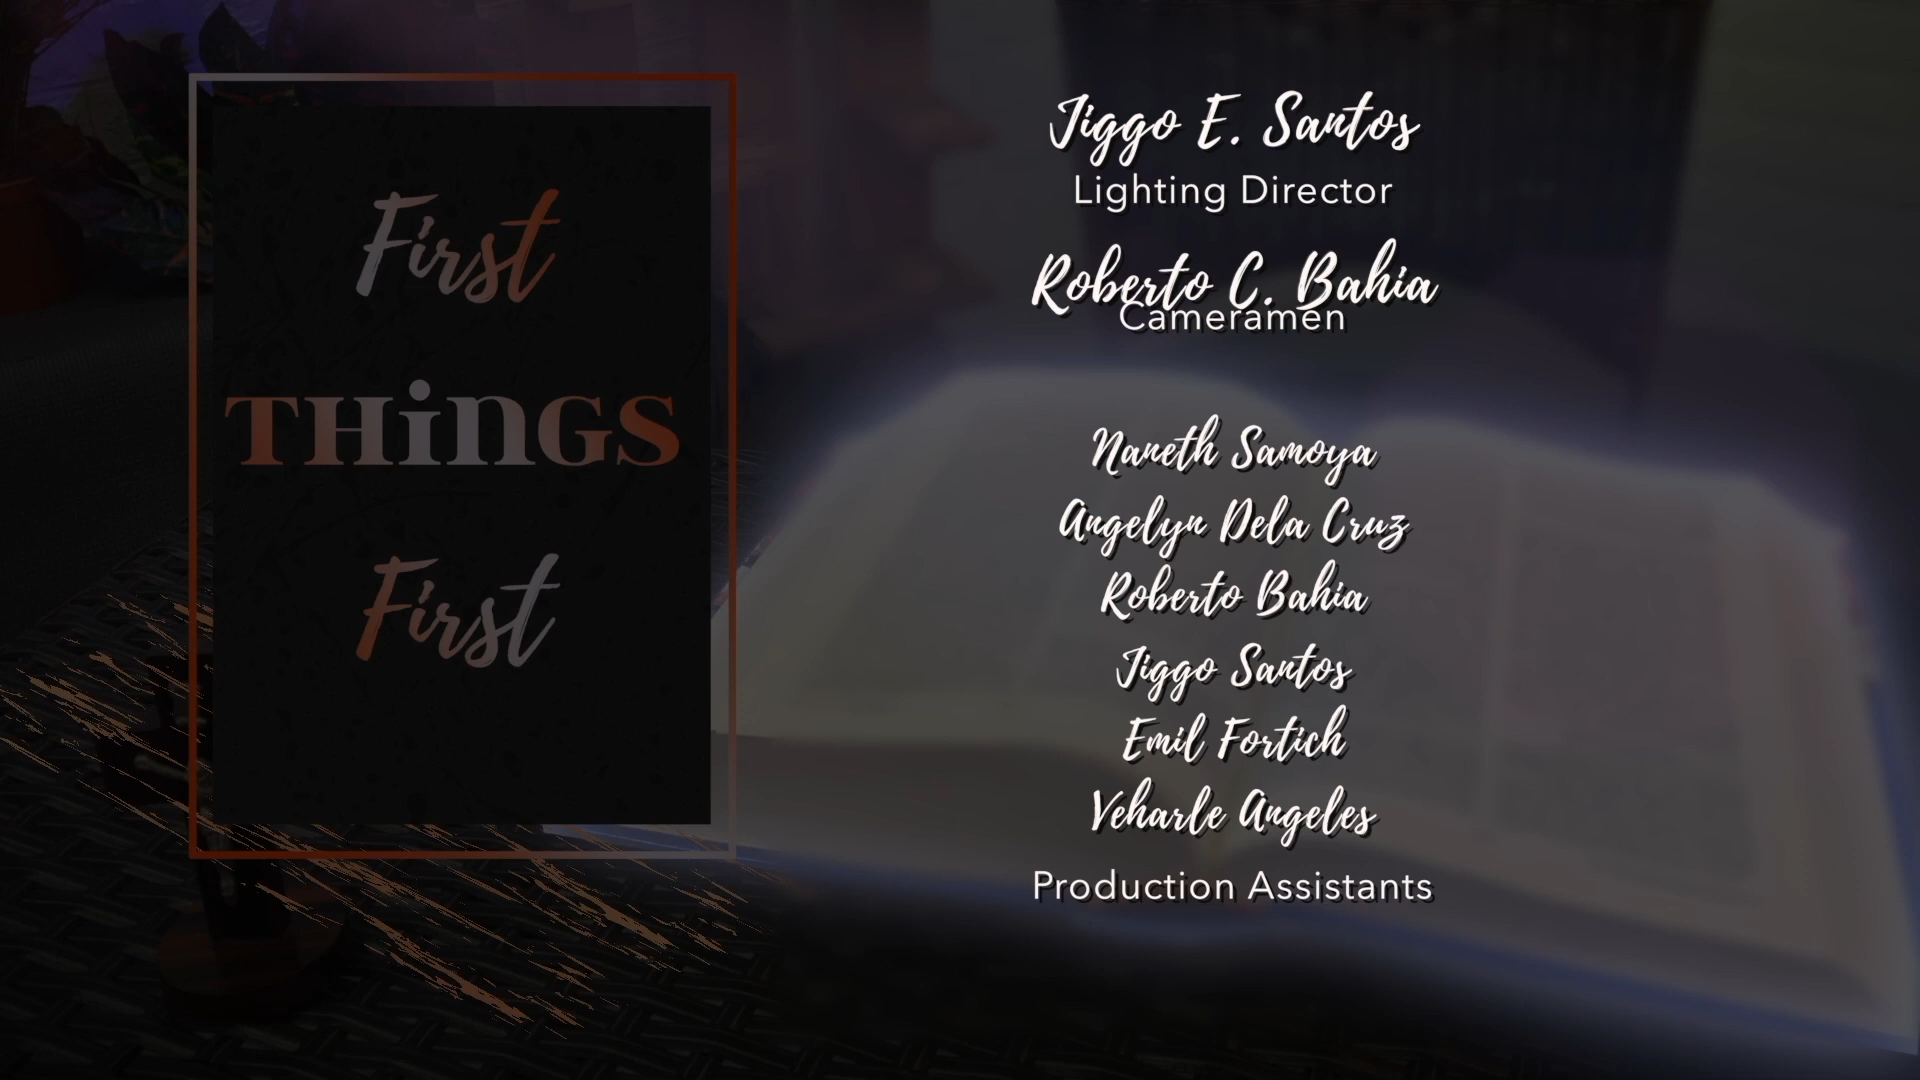 First
THiNGS
First
Jiggo E. Santos
Lighting Director
Roberto C. Bahia
Cameramen
Naneth Samoya
Angelyn Dela Cruz
Roberto Bahia
Jiggo Santos
Emil Fortich
Veharle Angeles
Production Assistants